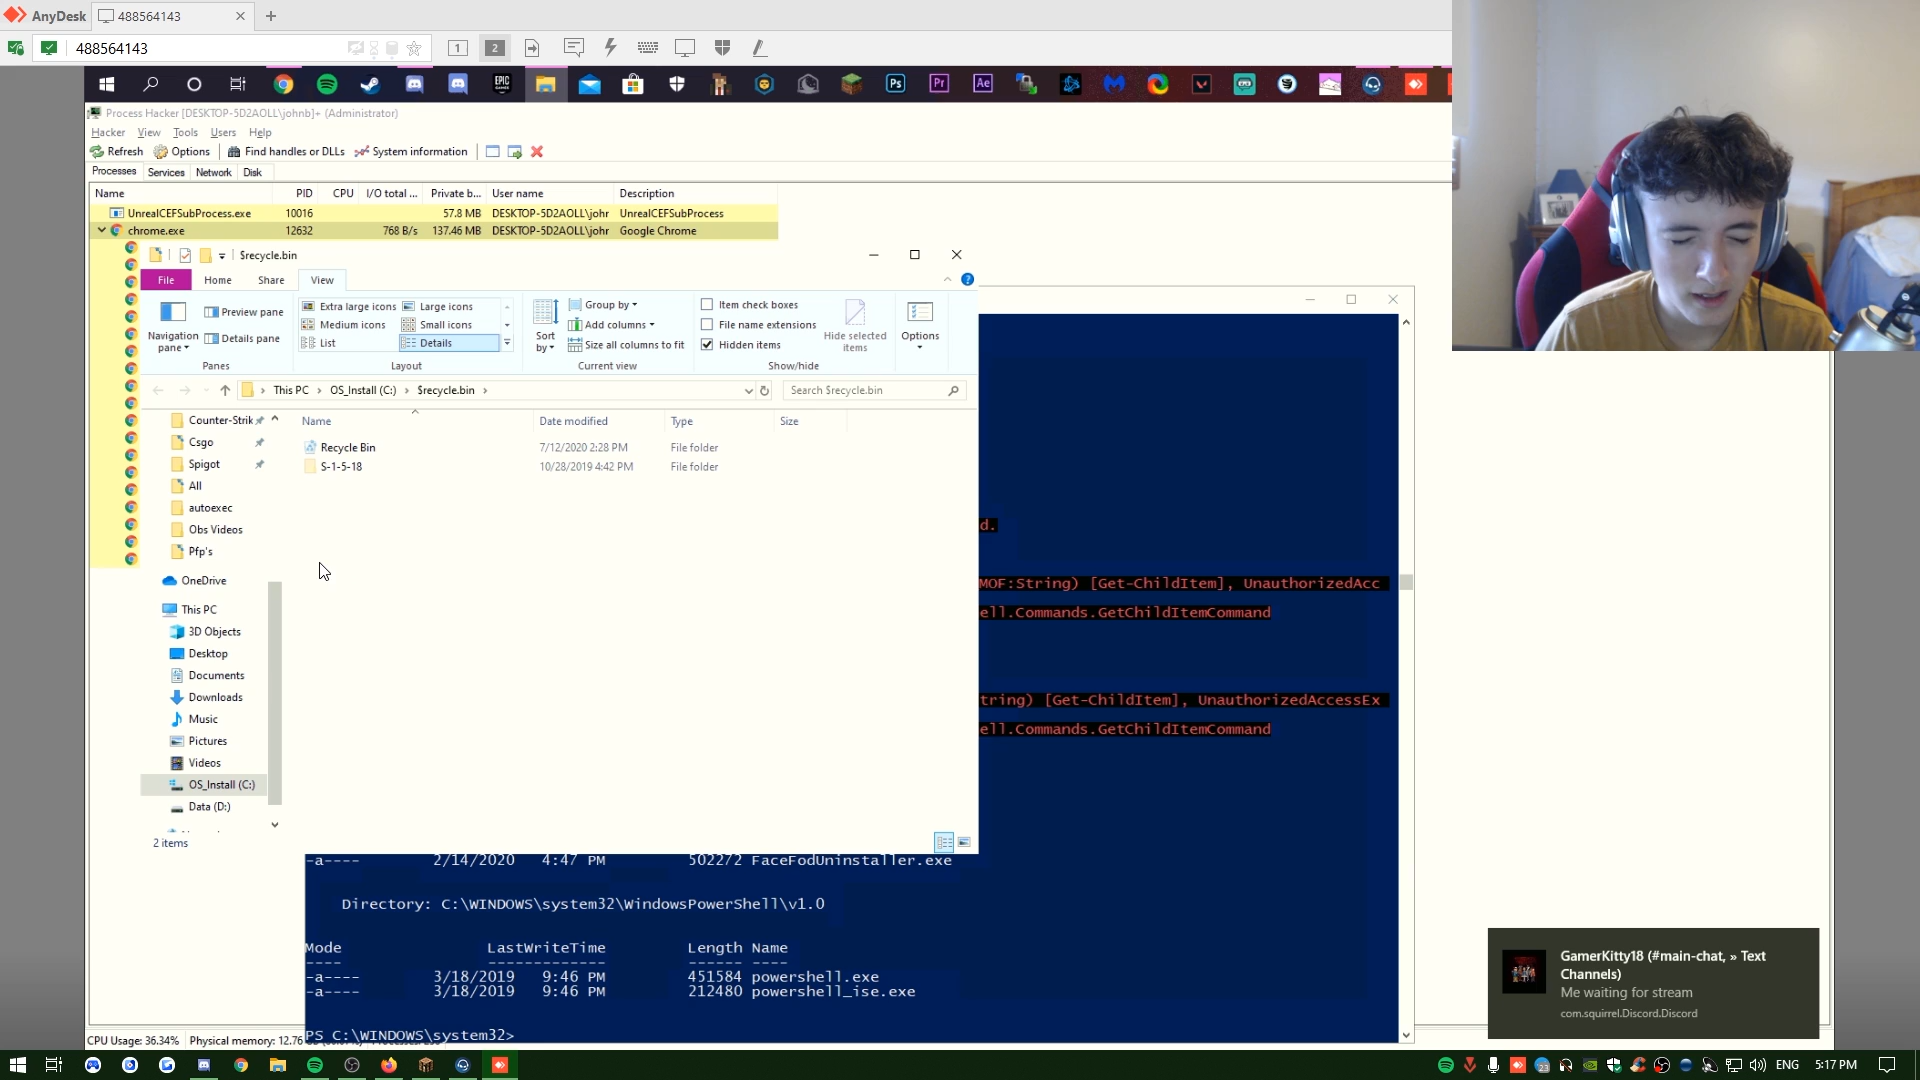 AnyDesk
488564143
488564143
1
2
EPIC
GAMES
Ps
Pr
Ae
Process Hacker [DESKTOP-5D2AOLL\johnb]+ (Administrator)
Hacker View Tools Users Help
Refresh Options Find handles or DLLs System information
Processes Services Network Disk
Name PID CPU I/O total ... Private b... User name Description
UnrealCEFSubProcess.exe 10016 57.8 MB DESKTOP-5D2AOLL\johr UnrealCEFSubProcess
chrome.exe 12632 768 B/s 137.46 MB DESKTOP-5D2AOLL\johr Google Chrome
$recycle.bin
File Home Share View
Navigation
pane
Preview pane
Details pane
Panes
Extra large icons Large icons
Medium icons Small icons
List Details
Layout
Sort
by
Group by
Add columns
Size all columns to fit
Current view
Item check boxes
File name extensions
Hidden items
Hide selected
items
Show/hide
Options
This PC > OS_Install (C:) > $recycle.bin >
Search $recycle.bin
Name Date modified Type Size
Recycle Bin 7/12/2020 2:28 PM File folder
S-1-5-18 10/28/2019 4:42 PM File folder
Counter-Strik
Csgo
Spigot
All
autoexec
Obs Videos
Pfp's
OneDrive
This PC
3D Objects
Desktop
Documents
Downloads
Music
Pictures
Videos
OS_Install (C:)
Data (D:)
2 items
d.
MOF:String) [Get-ChildItem], UnauthorizedAcc
ell.Commands.GetChildItemCommand
tring) [Get-ChildItem], UnauthorizedAccessEx
ell.Commands.GetChildItemCommand
-a---- 2/14/2020 4:47 PM 502272 FaceFodUninstaller.exe
Directory: C:\WINDOWS\system32\WindowsPowerShell\v1.0
Mode LastWriteTime Length Name
---- ------------- ------ ----
-a---- 3/18/2019 9:46 PM 451584 powershell.exe
-a---- 3/18/2019 9:46 PM 212480 powershell_ise.exe
PS C:\WINDOWS\system32>
CPU Usage: 36.34% Physical memory: 12.76
GamerKitty18 (#main-chat, » Text
Channels)
Me waiting for stream
com.squirrel.Discord.Discord
23
ENG 5:17 PM